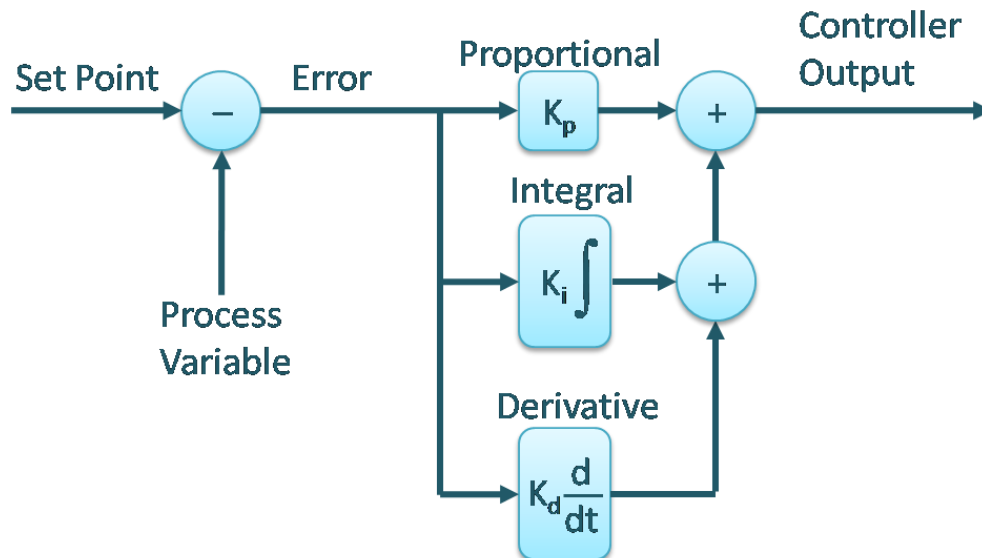 Set Point
−
Error
Proportional
Kp
+
Controller
Output
Integral
Ki ∫
+
Process
Variable
Derivative
Kd d
dt